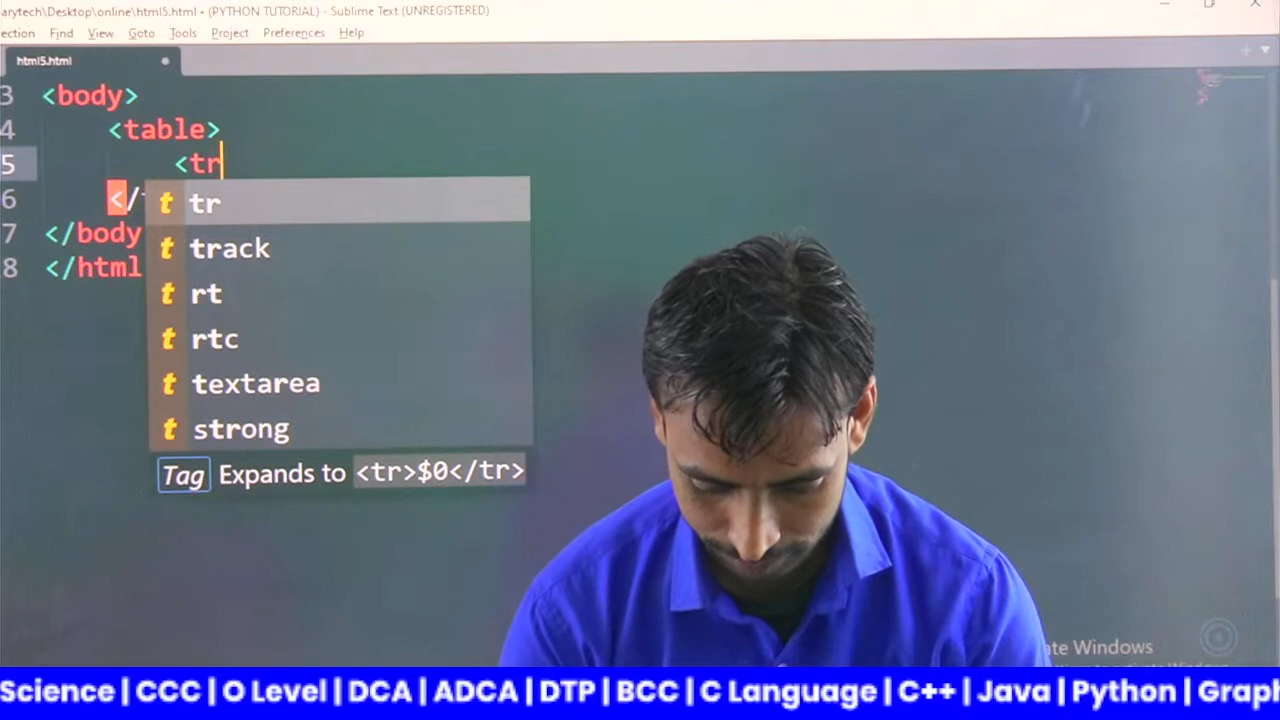 arytech\Desktop\online\html5.html • (PYTHON TUTORIAL) - Sublime Text (UNREGISTERED)
ection Find View Goto Tools Project Preferences Help
html5.html
3 <body>
4 <table>
5 <tr
6 </
7 </body
8 </html
t tr
t track
t rt
t rtc
t textarea
t strong
Tag Expands to <tr>$0</tr>
ate Windows
Science | CCC | O Level | DCA | ADCA | DTP | BCC | C Language | C++ | Java | Python | Graph